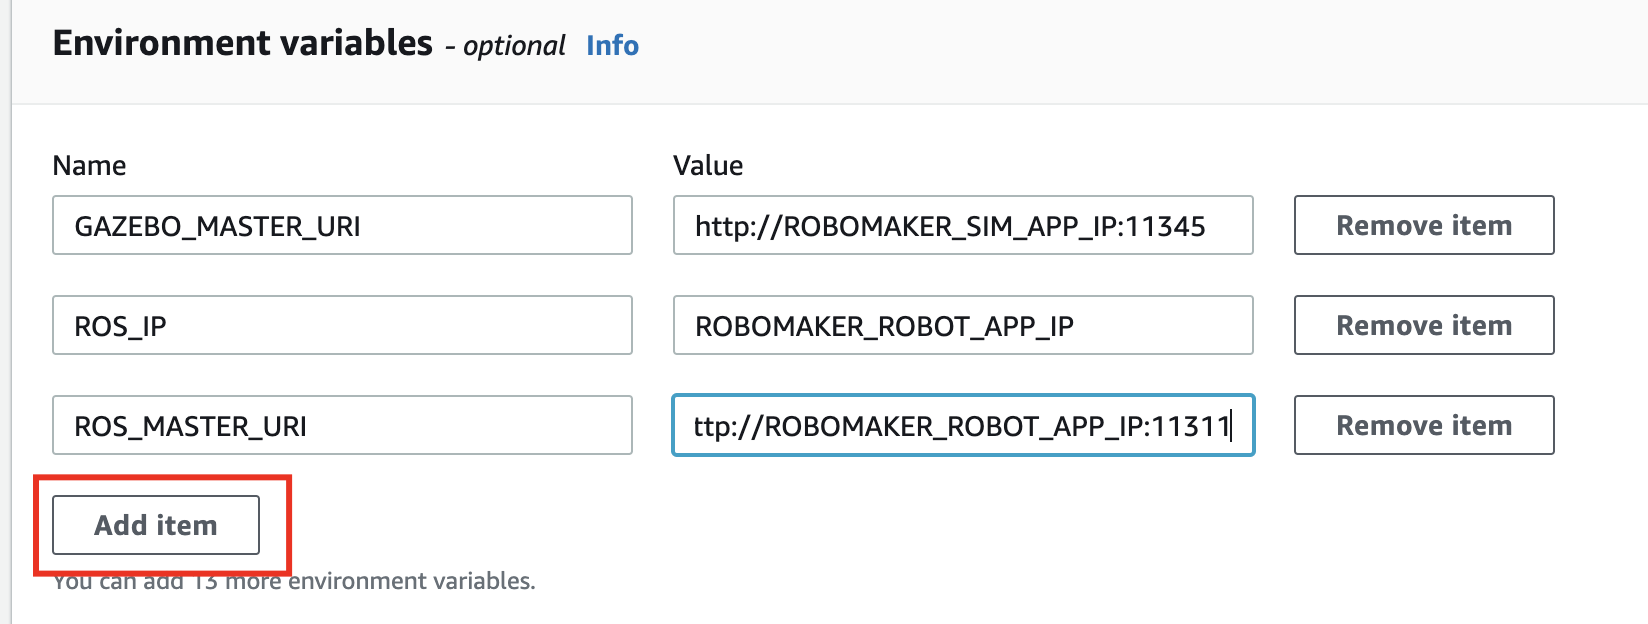 Environment variables - optional Info
Name Value
GAZEBO_MASTER_URI http://ROBOMAKER_SIM_APP_IP:11345 Remove item
ROS_IP ROBOMAKER_ROBOT_APP_IP Remove item
ROS_MASTER_URI ttp://ROBOMAKER_ROBOT_APP_IP:11311 Remove item
Add item
You can add 13 more environment variables.